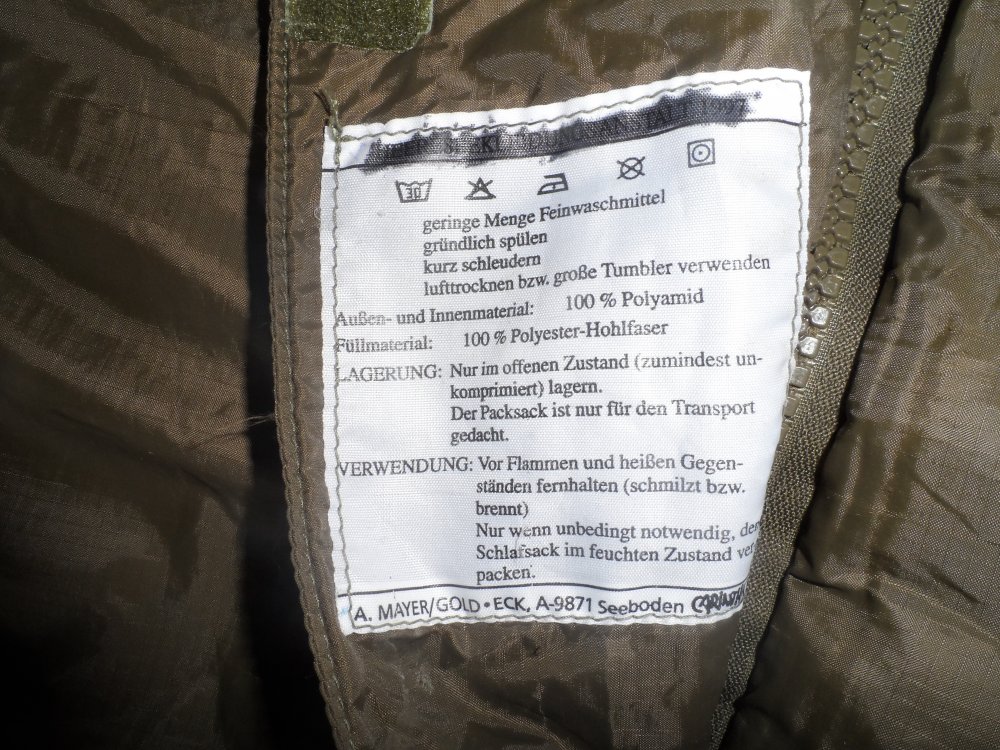 1997
30
geringe Menge Feinwaschmittel
gründlich spülen
kurz schleudern
lufttrocknen bzw. große Tumbler verwenden
Außen- und Innenmaterial: 100 % Polyamid
Füllmaterial: 100 % Polyester-Hohlfaser
LAGERUNG: Nur im offenen Zustand (zumindest un-
komprimiert) lagern.
Der Packsack ist nur für den Transport
gedacht.
VERWENDUNG: Vor Flammen und heißen Gegen-
ständen fernhalten (schmilzt bzw.
brennt)
Nur wenn unbedingt notwendig, den
Schlafsack im feuchten Zustand ver
packen.
A. MAYER/GOLD • ECK, A-9871 Seeboden